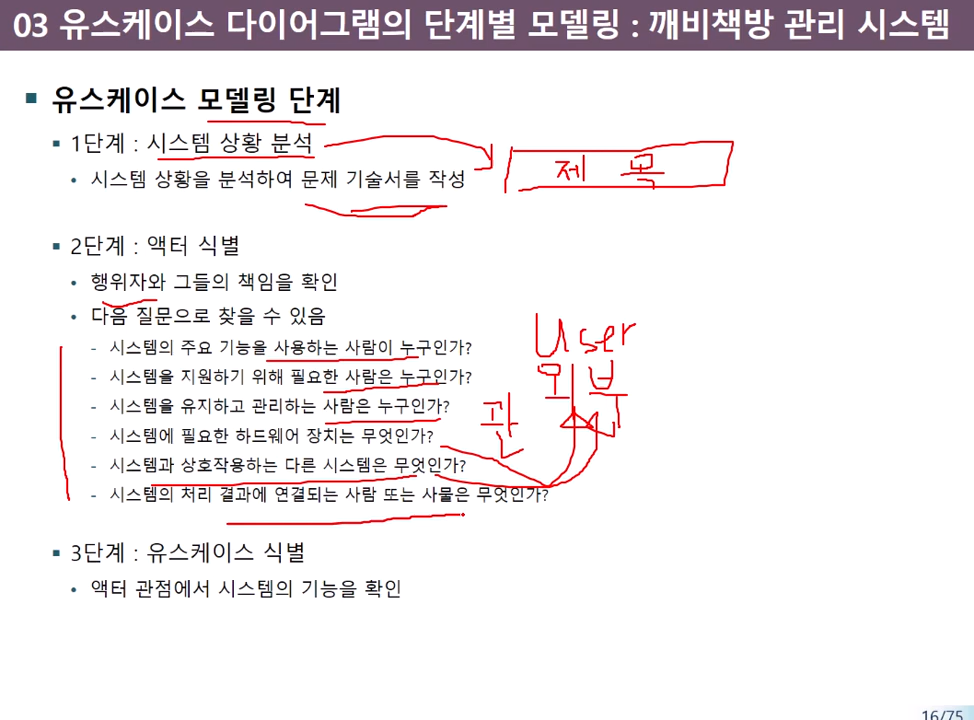 03 유스케이스 다이어그램의 단계별 모델링 : 깨비책방 관리 시스템
유스케이스 모델링 단계
1단계 : 시스템 상황 분석
제 목
시스템 상황을 분석하여 문제 기술서를 작성
2단계 : 액터 식별
행위자와 그들의 책임을 확인
다음 질문으로 찾을 수 있음
- 시스템의 주요 기능을 사용하는 사람이 누구인가?
User
- 시스템을 지원하기 위해 필요한 사람은 누구인가?
- 시스템을 유지하고 관리하는 사람은 누구인가?
- 시스템에 필요한 하드웨어 장치는 무엇인가?
- 시스템과 상호작용하는 다른 시스템은 무엇인가?
- 시스템의 처리 결과에 연결되는 사람 또는 사물은 무엇인가?
3단계 : 유스케이스 식별
액터 관점에서 시스템의 기능을 확인
16/75